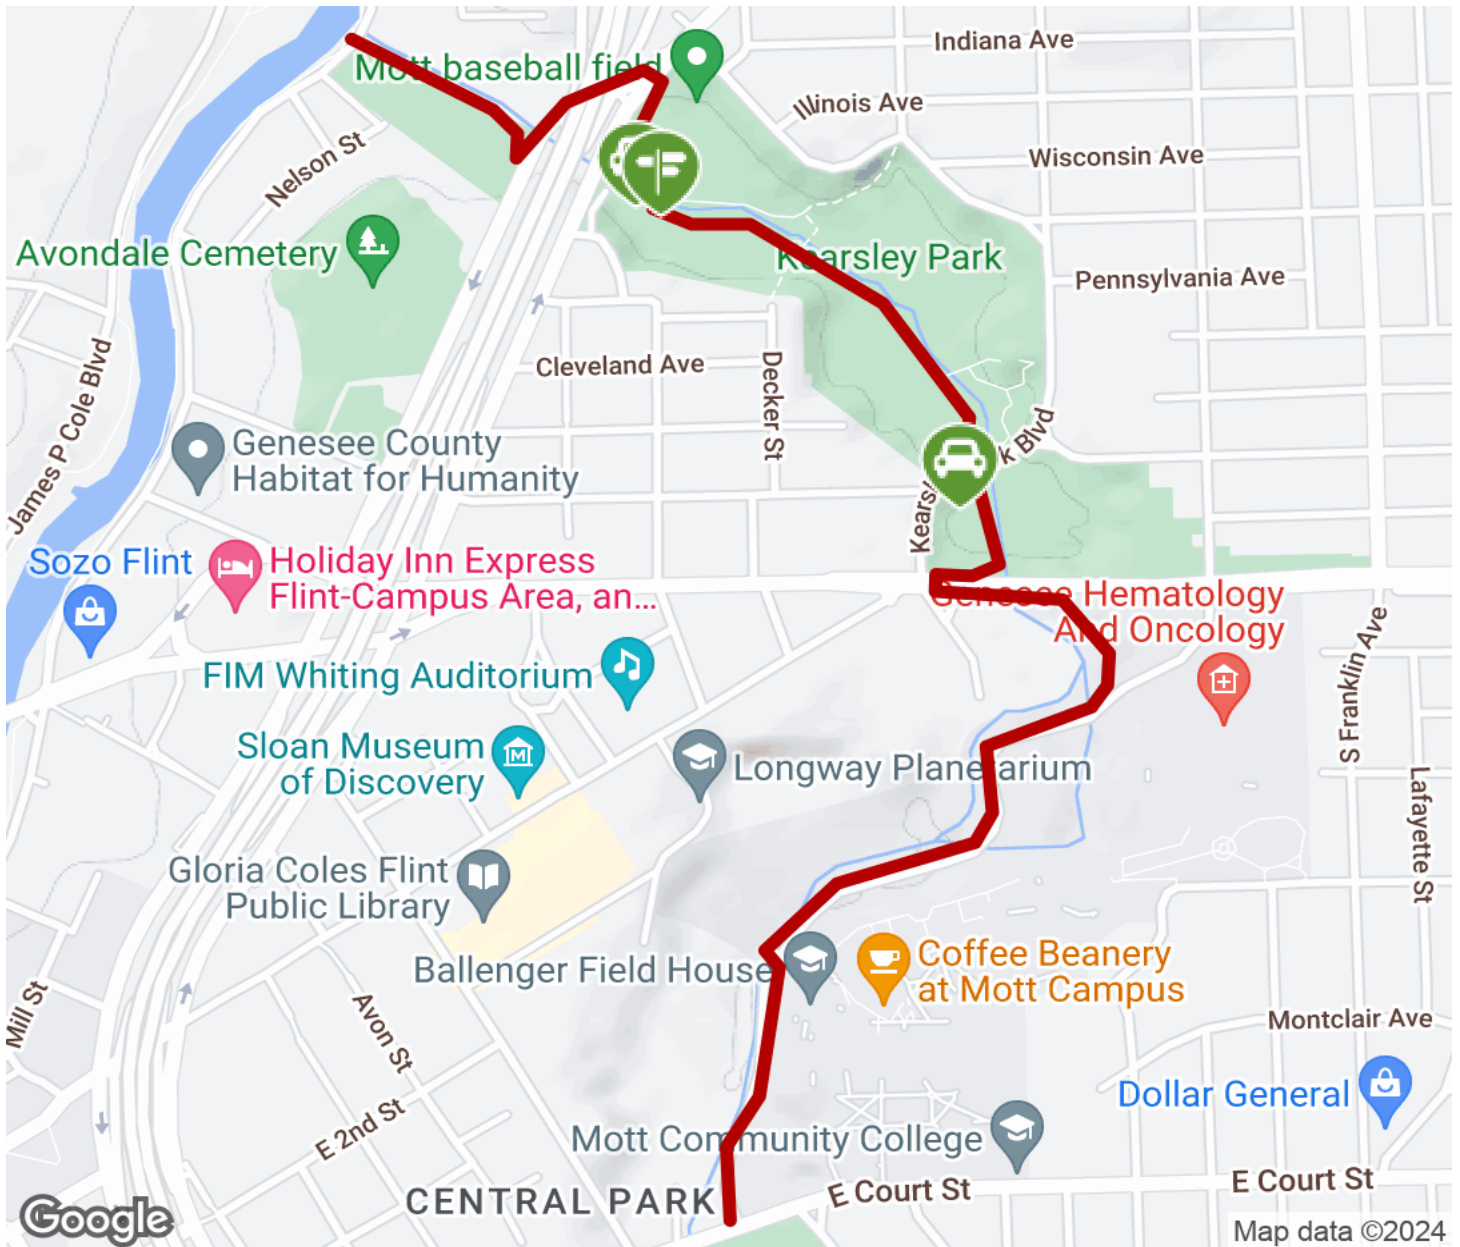 Indiana Ave
Mott baseball field
Illinois Ave
Wisconsin Ave
Nelson St
Avondale Cemetery
Kearsley Park
Pennsylvania Ave
James P Cole Blvd
Cleveland Ave
Decker St
k Blvd
Kears
Genesee County
Habitat for Humanity
Sozo Flint
Holiday Inn Express
Flint-Campus Area, an...
Genesee Hematology
And Oncology
S Franklin Ave
FIM Whiting Auditorium
Sloan Museum
of Discovery
Longway Planetarium
Lafayette St
Gloria Coles Flint
Public Library
Ballenger Field House
Coffee Beanery
at Mott Campus
Mill St
Avon St
Montclair Ave
Dollar General
E 2nd St
Mott Community College
CENTRAL PARK
E Court St
E Court St
Google
Map data ©2024